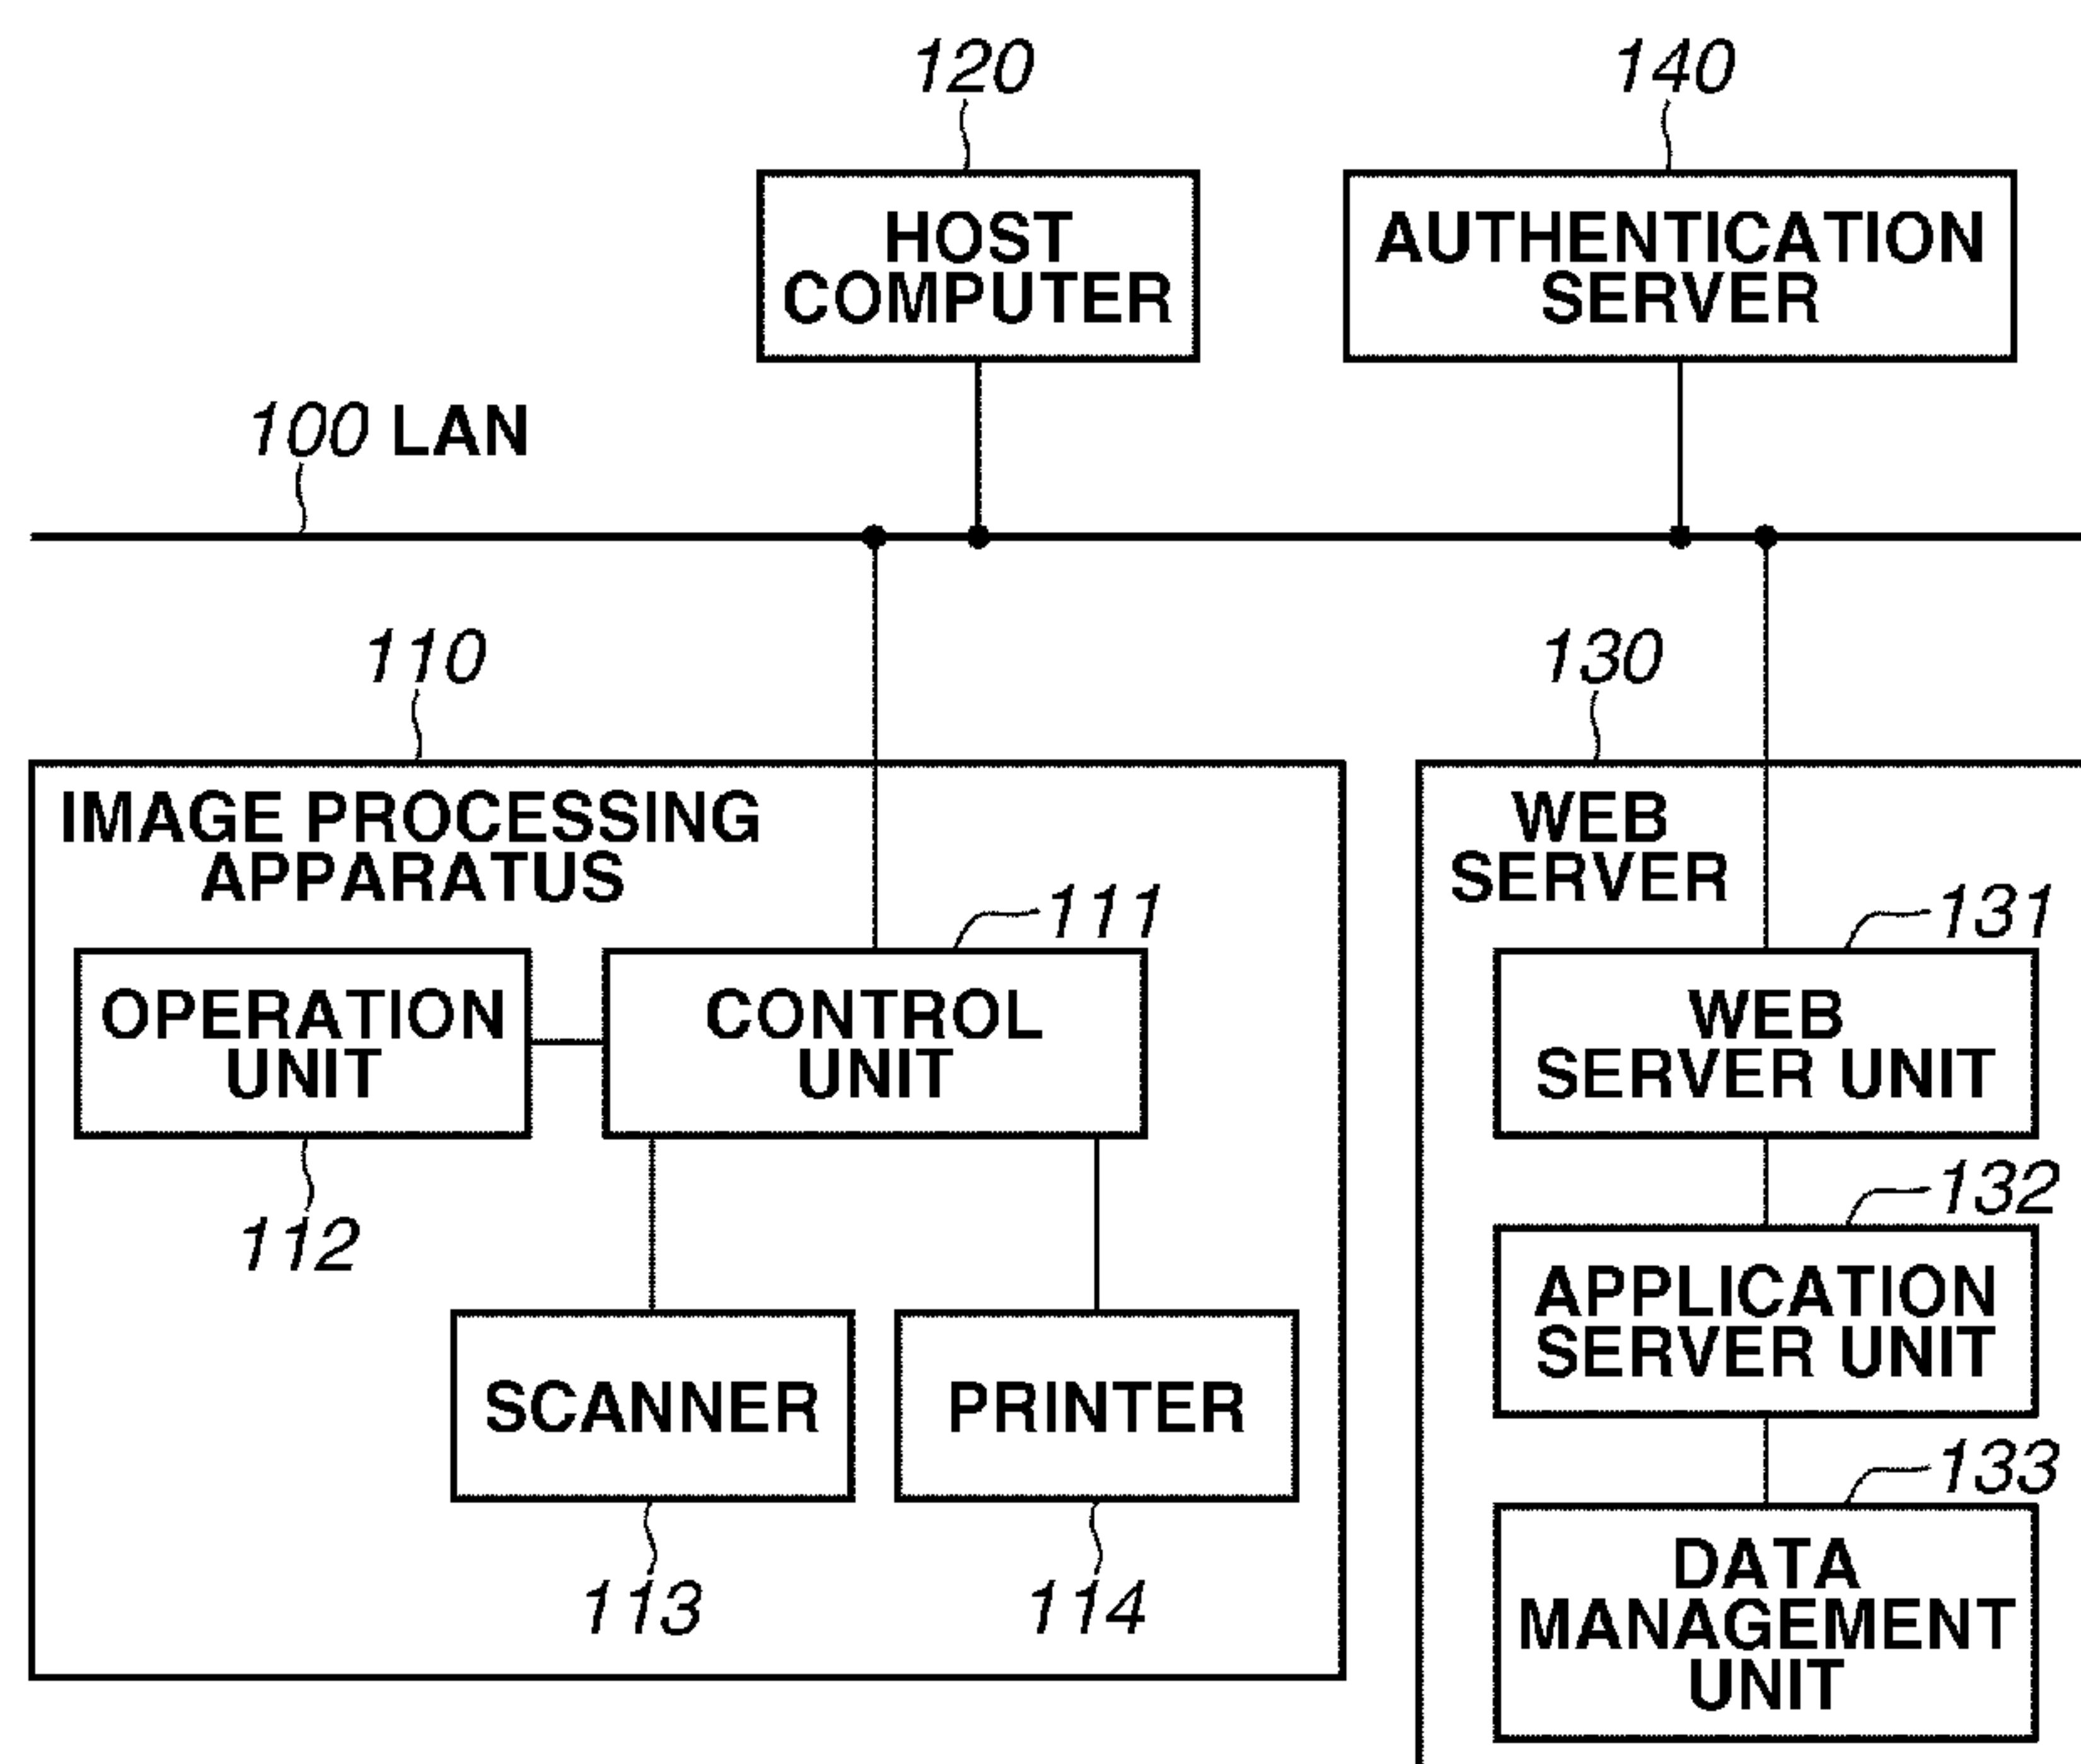 120
140
HOST
COMPUTER
AUTHENTICATION
SERVER
100 LAN
110
130
IMAGE PROCESSING
APPARATUS
WEB
SERVER
111
131
OPERATION
UNIT
CONTROL
UNIT
WEB
SERVER UNIT
112
132
APPLICATION
SERVER UNIT
SCANNER
PRINTER
133
113
114
DATA
MANAGEMENT
UNIT